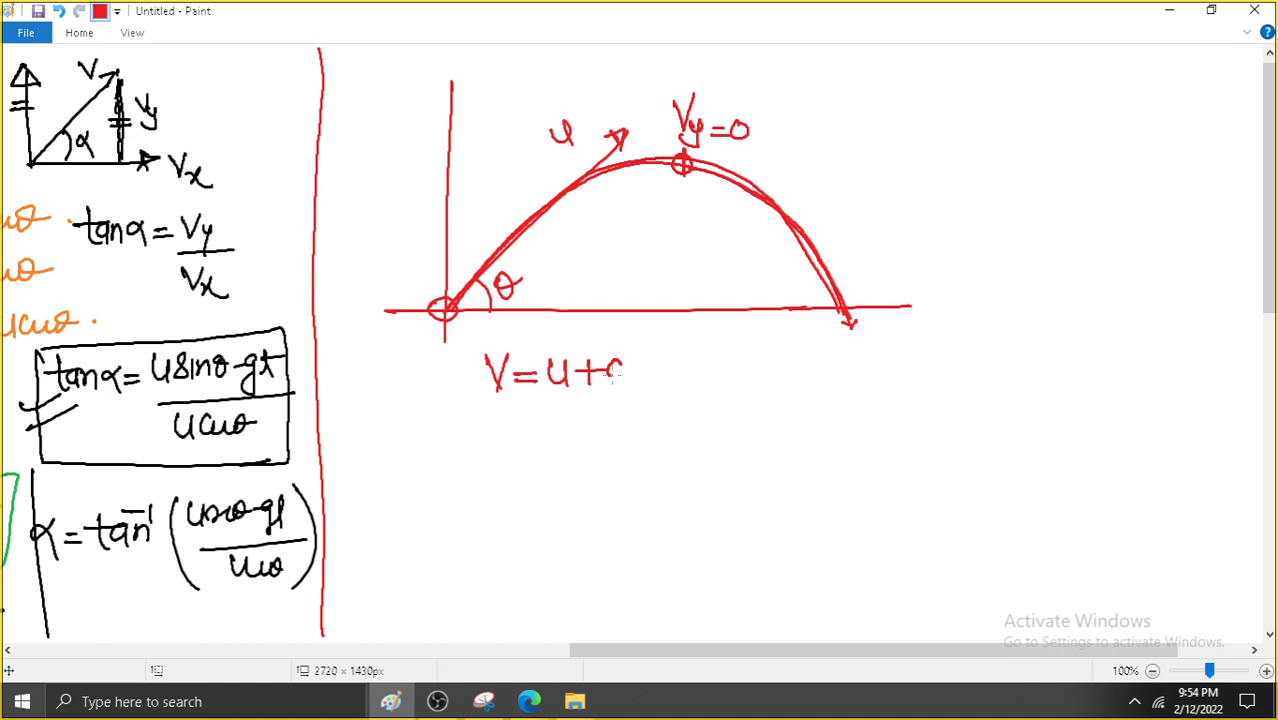 Untitled - Paint
File Home View
V
Vy
α
Vx
tanα = Vy
Vx
tanα = usinθ-gt
ucosθ
α = tan⁻¹ (usinθ-gt
ucosθ)
u
Vy=0
θ
V=u+
Activate Windows
Go to Settings to activate Windows.
2720 × 1430px
100%
Type here to search
9:54 PM
2/12/2022